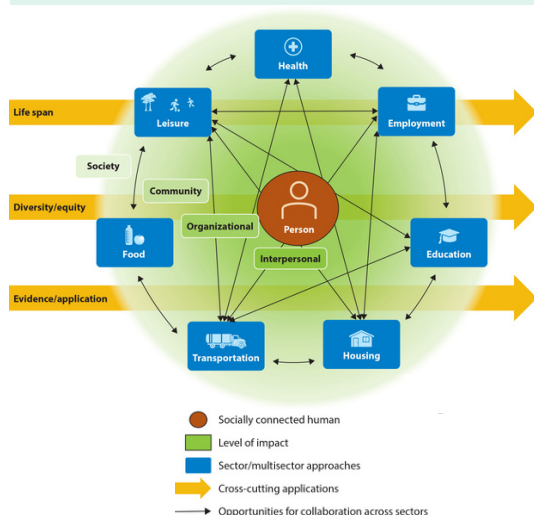 Health
Leisure
Employment
Life span
Society
Community
Diversity/equity
Organizational
Person
Food
Interpersonal
Education
Evidence/application
Transportation
Housing
Socially connected human
Level of impact
Sector/multisector approaches
Cross-cutting applications
Opportunities for collaboration across sectors